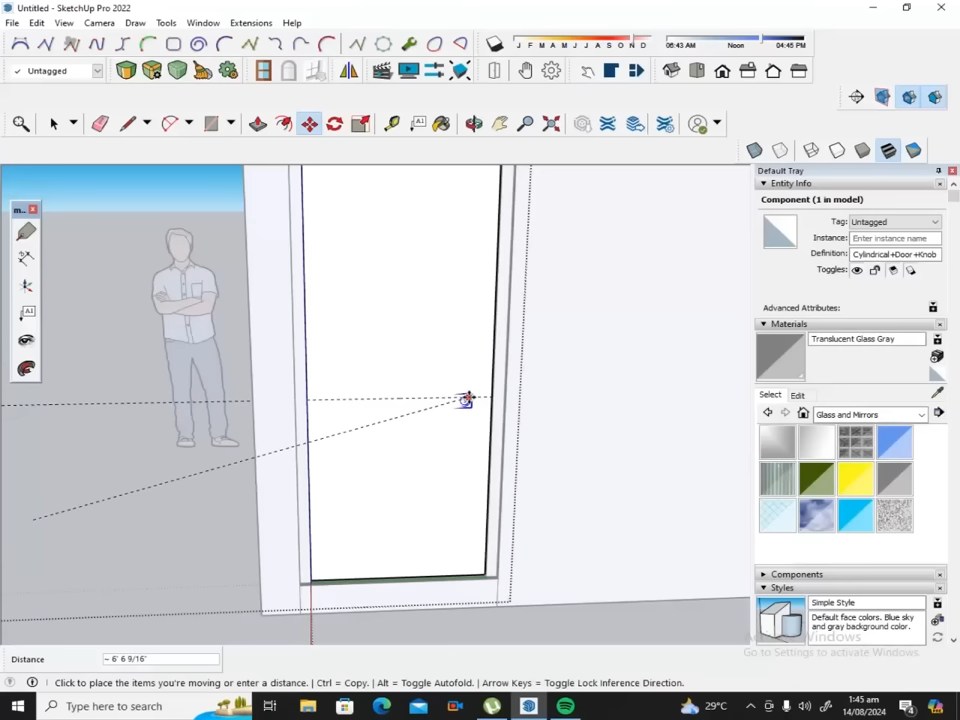 Untitled - SketchUp Pro 2022
File Edit View Camera Draw Tools Window Extensions Help
J F M A M J J A S O N D
06:43 AM Noon 04:45 PM
Untagged
m...
Default Tray
Entity Info
Component (1 in model)
Tag: Untagged
Instance: Enter instance name
Definition: Cylindrical+Door+Knob
Toggles:
Advanced Attributes:
Materials
Translucent Glass Gray
Select Edit
Glass and Mirrors
Components
Styles
Simple Style
Default face colors. Blue sky
and gray background color.
Activate Windows
Go to Settings to activate Windows.
Distance ~ 6' 6 9/16"
Click to place the items you're moving or enter a distance. | Ctrl = Copy. | Alt = Toggle Autofold. | Arrow Keys = Toggle Lock Inference Direction.
Type here to search
29°C
1:45 am
14/08/2024
4